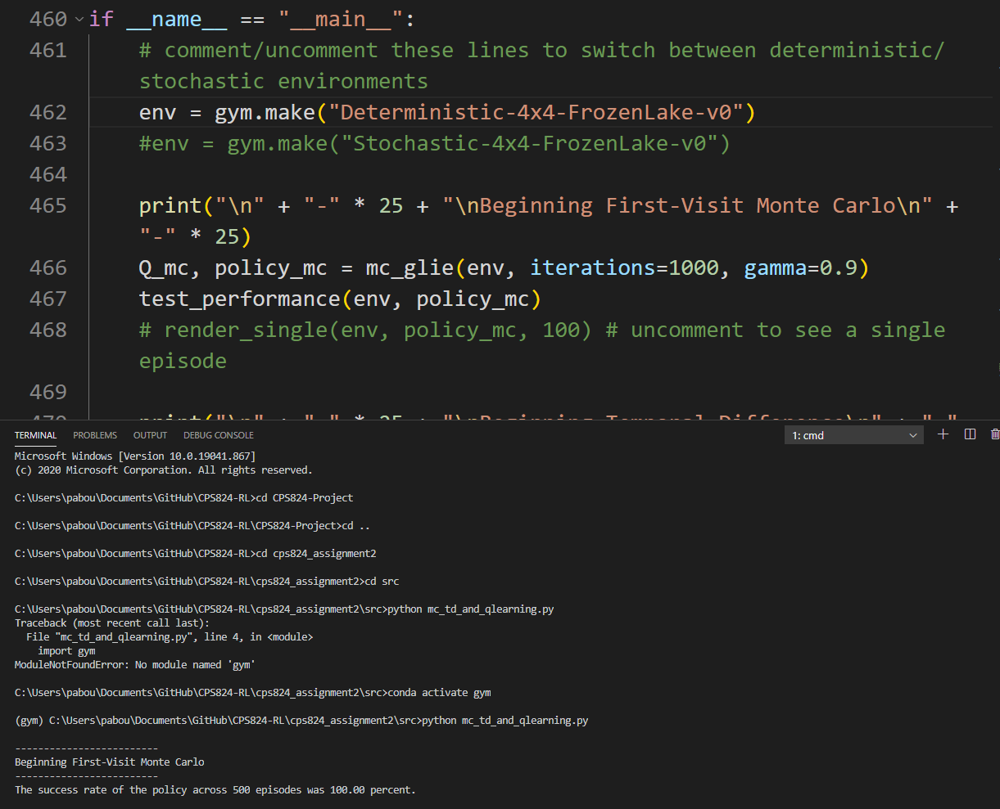 460 if __name__ == "__main__":
461 # comment/uncomment these lines to switch between deterministic/
stochastic environments
462 env = gym.make("Deterministic-4x4-FrozenLake-v0")
463 #env = gym.make("Stochastic-4x4-FrozenLake-v0")
464
465 print("\n" + "-" * 25 + "\nBeginning First-Visit Monte Carlo\n" +
"-" * 25)
466 Q_mc, policy_mc = mc_glie(env, iterations=1000, gamma=0.9)
467 test_performance(env, policy_mc)
468 # render_single(env, policy_mc, 100) # uncomment to see a single
episode
469
470 print("\n" + "-" * 25 + "\nBeginning Temporal Difference\n" + "-"
TERMINAL PROBLEMS OUTPUT DEBUG CONSOLE 1: cmd
Microsoft Windows [Version 10.0.19041.867]
(c) 2020 Microsoft Corporation. All rights reserved.
C:\Users\pabou\Documents\GitHub\CPS824-RL>cd CPS824-Project
C:\Users\pabou\Documents\GitHub\CPS824-RL\CPS824-Project>cd ..
C:\Users\pabou\Documents\GitHub\CPS824-RL>cd cps824_assignment2
C:\Users\pabou\Documents\GitHub\CPS824-RL\cps824_assignment2>cd src
C:\Users\pabou\Documents\GitHub\CPS824-RL\cps824_assignment2\src>python mc_td_and_qlearning.py
Traceback (most recent call last):
File "mc_td_and_qlearning.py", line 4, in <module>
import gym
ModuleNotFoundError: No module named 'gym'
C:\Users\pabou\Documents\GitHub\CPS824-RL\cps824_assignment2\src>conda activate gym
(gym) C:\Users\pabou\Documents\GitHub\CPS824-RL\cps824_assignment2\src>python mc_td_and_qlearning.py
-------------------------
Beginning First-Visit Monte Carlo
-------------------------
The success rate of the policy across 500 episodes was 100.00 percent.